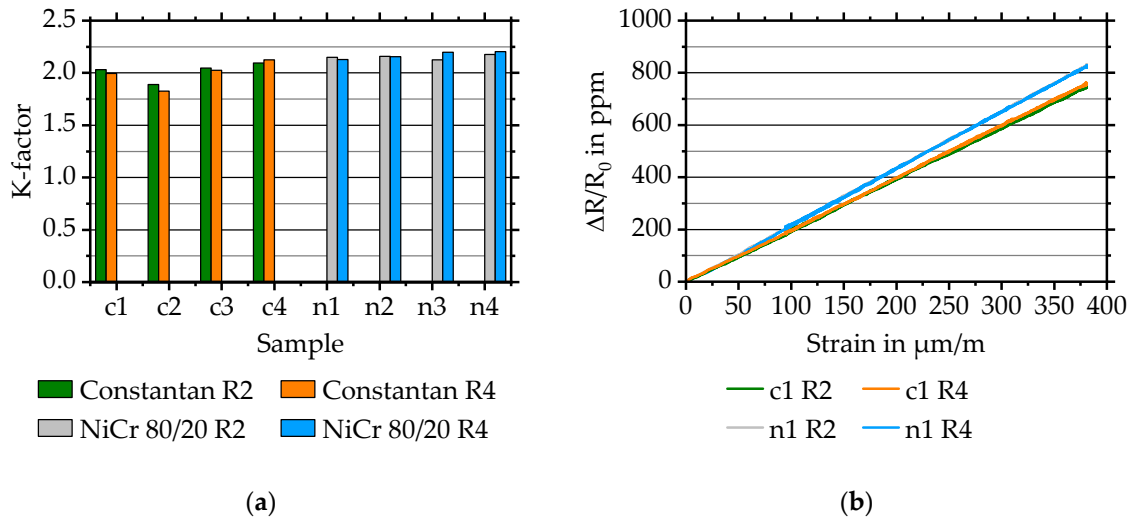 2.5
2.0
1.5
1.0
0.5
0.0
K-factor
c1 c2 c3 c4 n1 n2 n3 n4
Sample
Constantan R2 Constantan R4
NiCr 80/20 R2 NiCr 80/20 R4
(a)
1000
800
600
400
200
0
ΔR/R₀ in ppm
0 50 100 150 200 250 300 350 400
Strain in µm/m
c1 R2 c1 R4
n1 R2 n1 R4
(b)